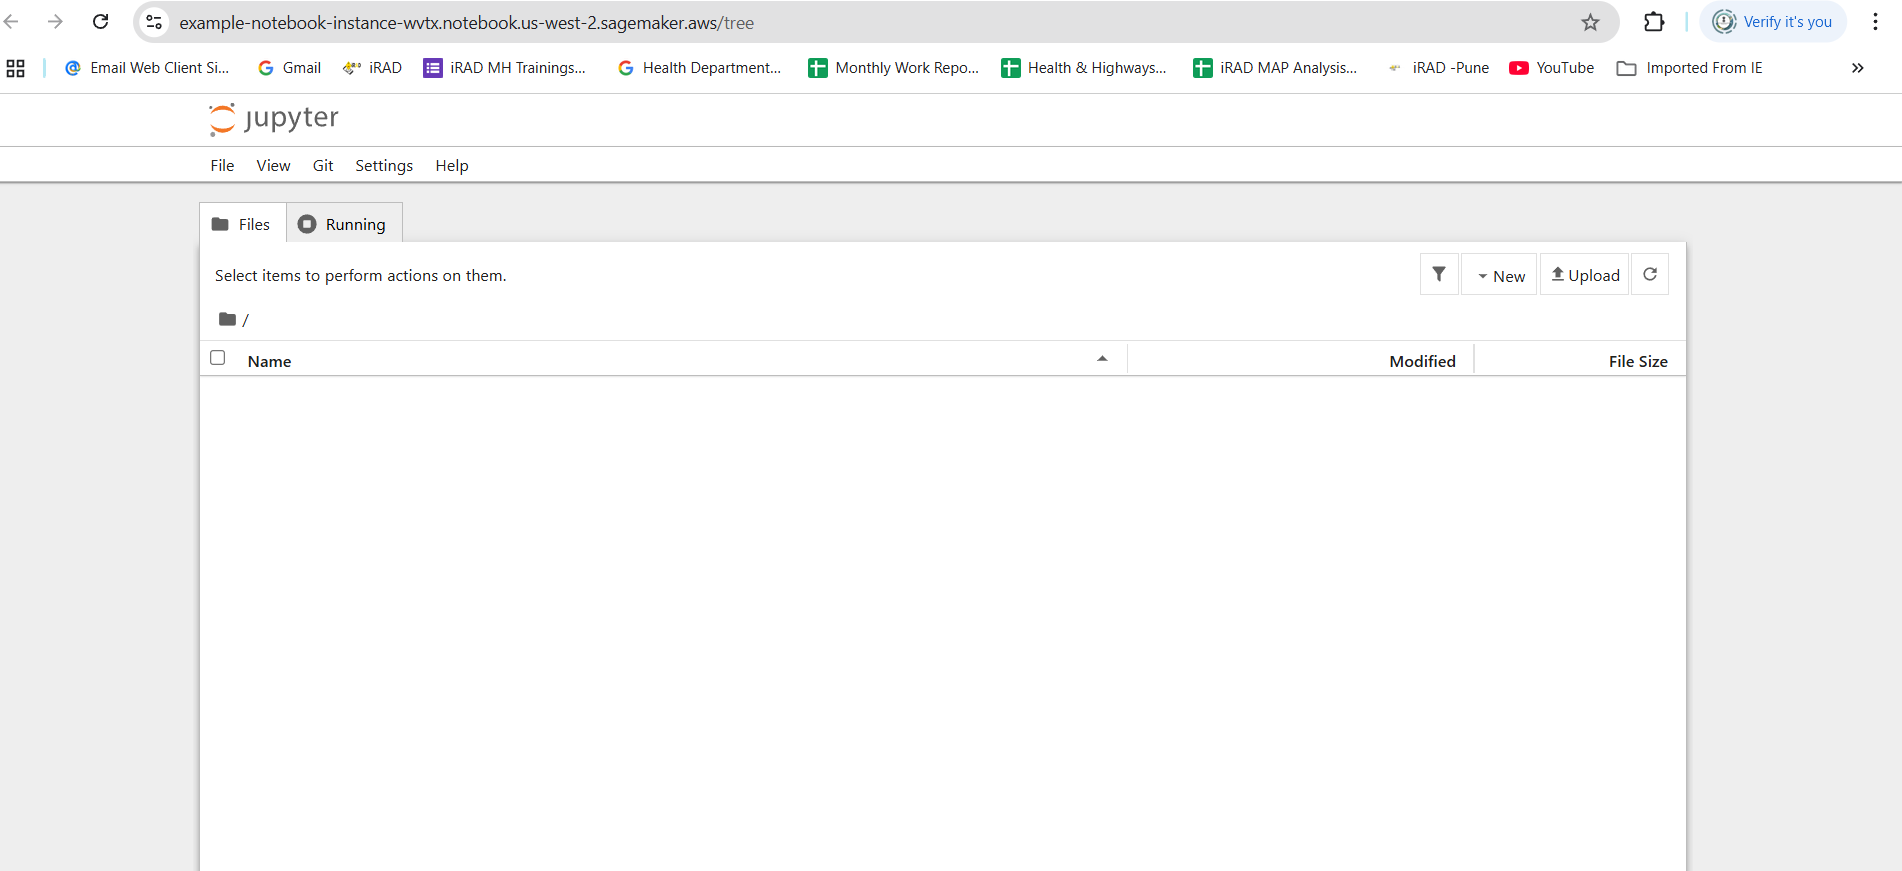 example-notebook-instance-wvtx.notebook.us-west-2.sagemaker.aws/tree Verify it's you
Email Web Client Si... Gmail iRAD iRAD MH Trainings... Health Department... Monthly Work Repo... Health & Highways... iRAD MAP Analysis... iRAD -Pune YouTube Imported From IE
jupyter
File View Git Settings Help
Files Running
Select items to perform actions on them. New Upload
/
Name Modified File Size